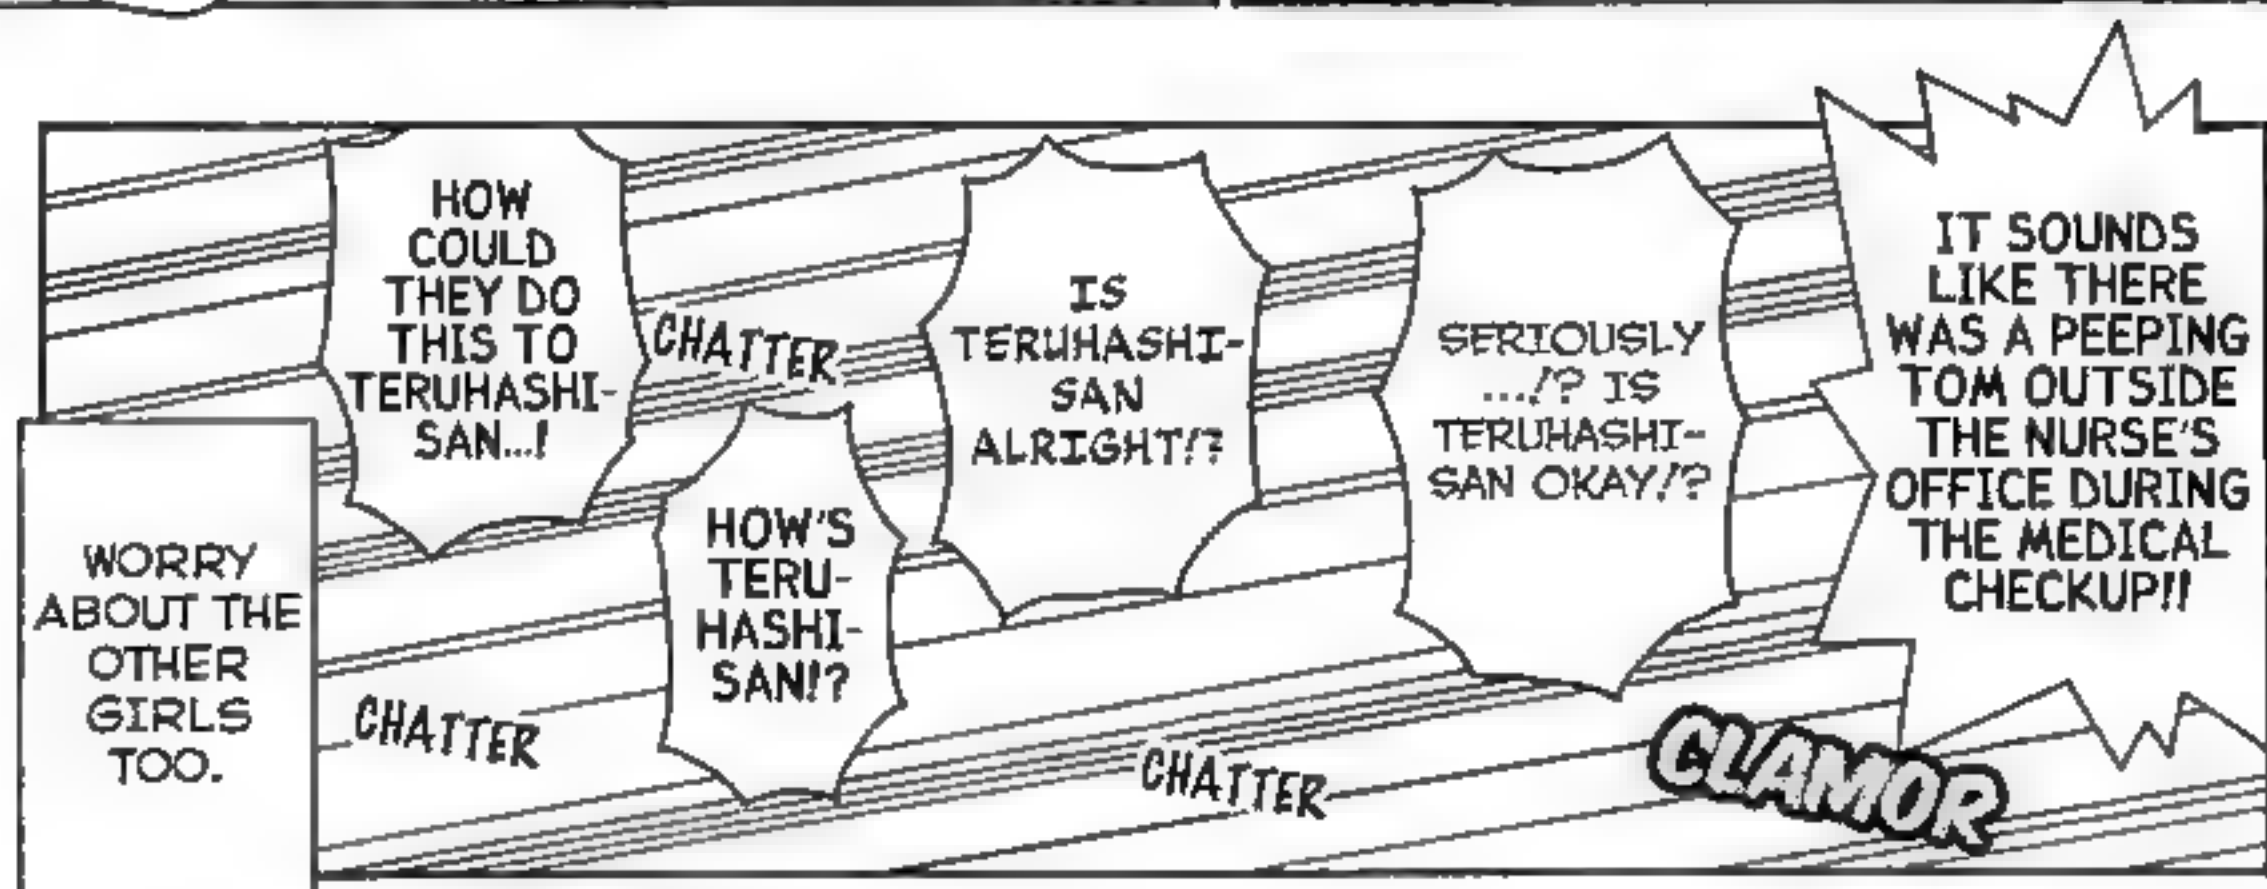 IT SOUNDS
LIKE THERE
WAS A PEEPING
TOM OUTSIDE
THE NURSE'S
OFFICE DURING
THE MEDICAL
CHECKUP!!
CLAMOR
SERIOUSLY
...!? IS
TERUHASHI-
SAN OKAY!?
IS
TERUHASHI-
SAN
ALRIGHT!?
CHATTER
CHATTER
HOW'S
TERU-
HASHI-
SAN!?
HOW
COULD
THEY DO
THIS TO
TERUHASHI-
SAN...!
CHATTER
WORRY
ABOUT THE
OTHER
GIRLS
TOO.